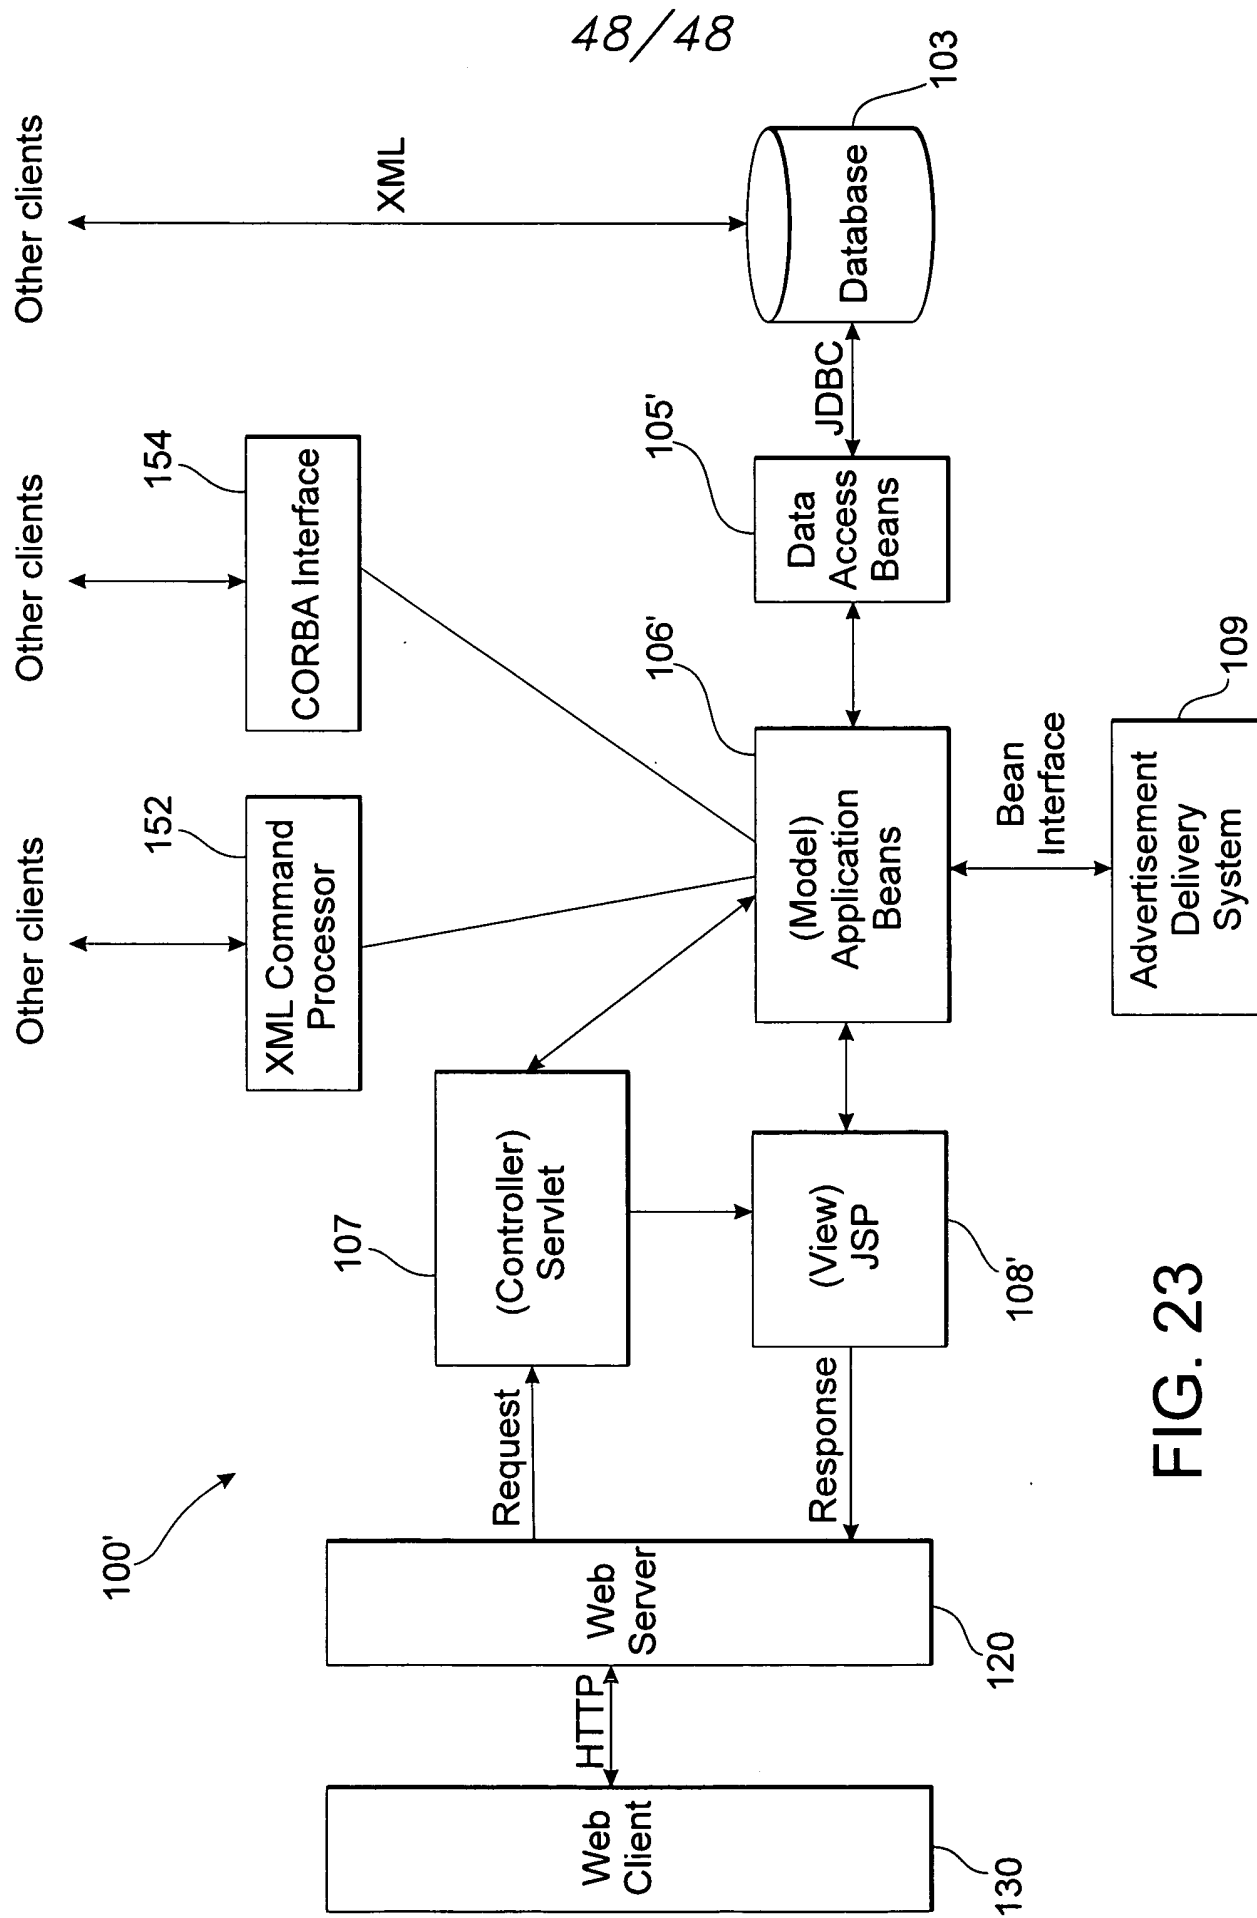 48/48
Other clients
Other clients
Other clients
XML
152
154
XML Command
Processor
CORBA Interface
100'
107
(Controller)
Servlet
Request
106'
105'
103
Web
Client
HTTP
Web
Server
Response
(View)
JSP
(Model)
Application
Beans
Data
Access
Beans
JDBC
Database
130
120
108'
Bean
Interface
Advertisement
Delivery
System
109
FIG. 23